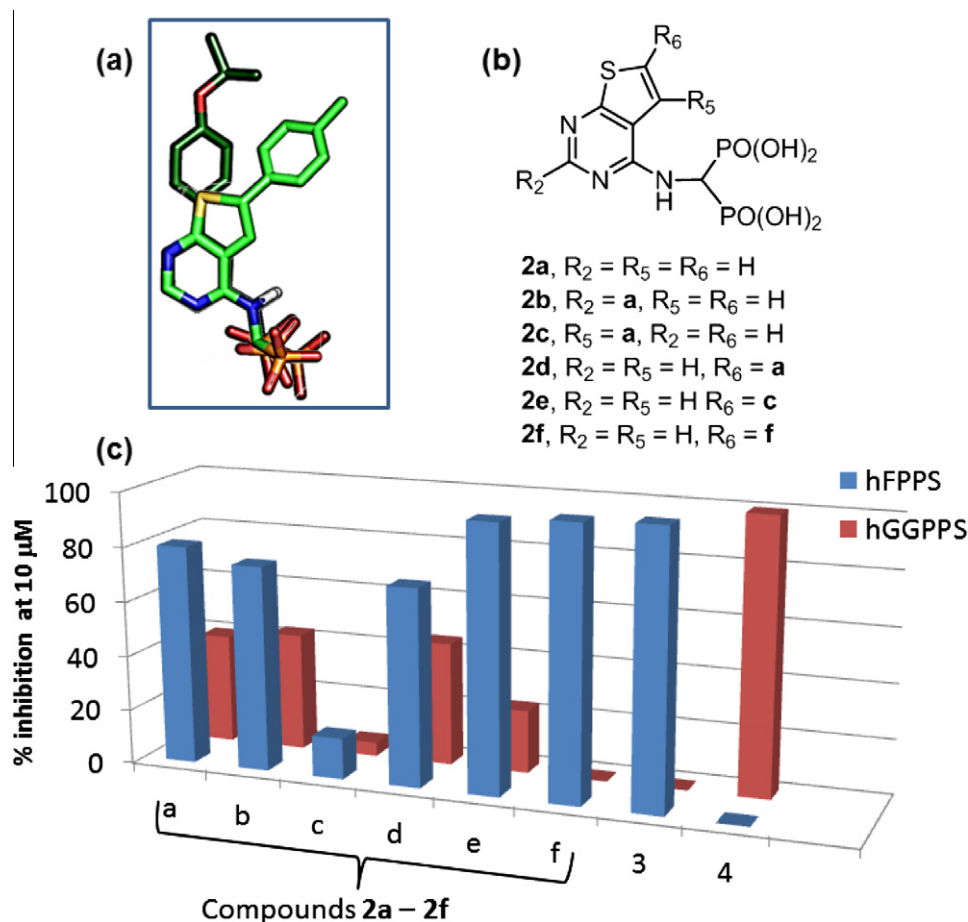 (a)
(b)
R6
S
R5
N
PO(OH)2
R2
N
N
H
PO(OH)2
2a, R2 = R5 = R6 = H
2b, R2 = a, R5 = R6 = H
2c, R5 = a, R2 = R6 = H
2d, R2 = R5 = H, R6 = a
2e, R2 = R5 = H R6 = c
2f, R2 = R5 = H, R6 = f
(c)
hFPPS
hGGPPS
% inhibition at 10 µM
100
80
60
40
20
0
a
b
c
d
e
f
3
4
Compounds 2a – 2f